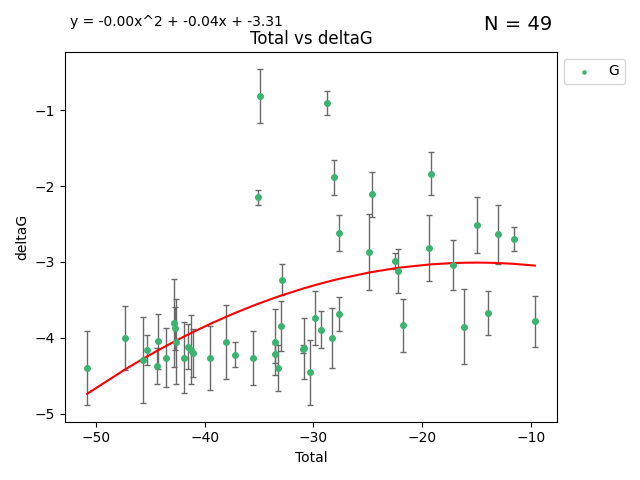 y = -0.00x^2 + -0.04x + -3.31
N = 49
Total vs deltaG
G
deltaG
−1
−2
−3
−4
−5
−50
−40
−30
−20
−10
Total